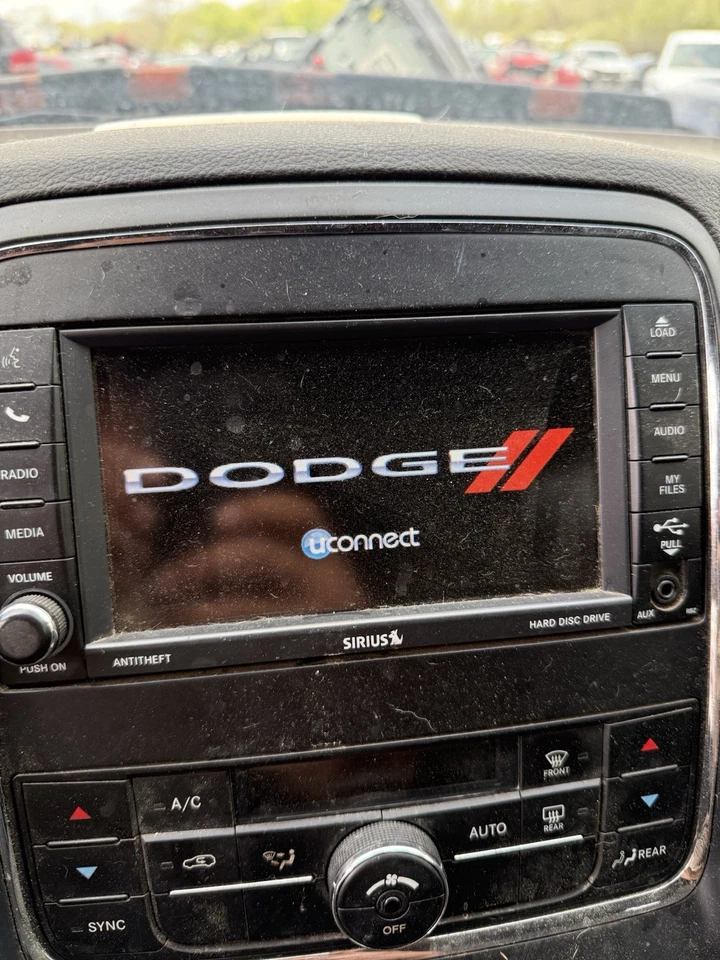 LOAD
MENU
AUDIO
MY
FILES
PULL
AUX
RADIO
MEDIA
VOLUME
PUSH ON
DODGE
uconnect
ANTITHEFT
SIRIUS
HARD DISC DRIVE
A/C
AUTO
FRONT
REAR
REAR
SYNC
OFF